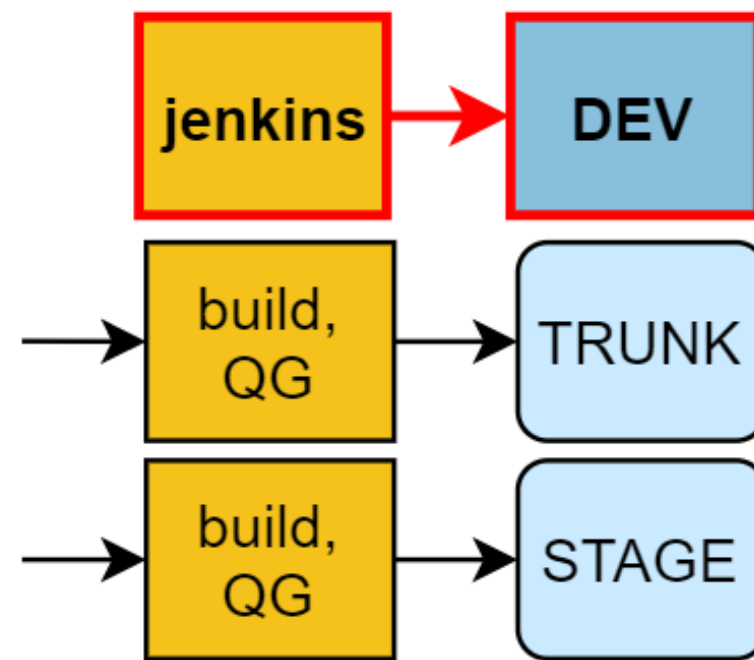 jenkins
DEV
build,
QG
TRUNK
build,
QG
STAGE